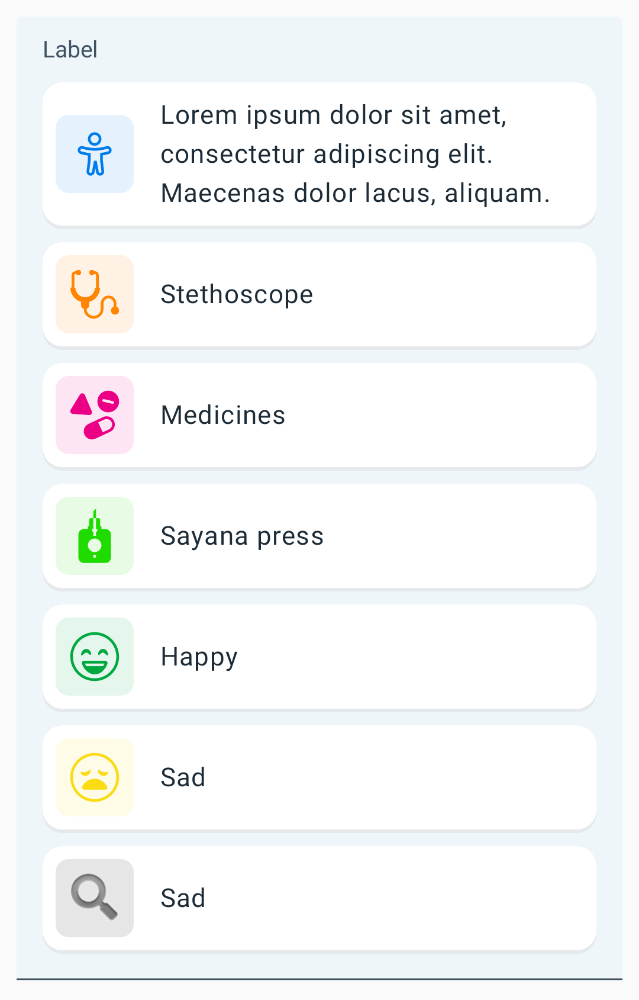 Label
Lorem ipsum dolor sit amet,
consectetur adipiscing elit.
Maecenas dolor lacus, aliquam.
Stethoscope
Medicines
Sayana press
Happy
Sad
Sad